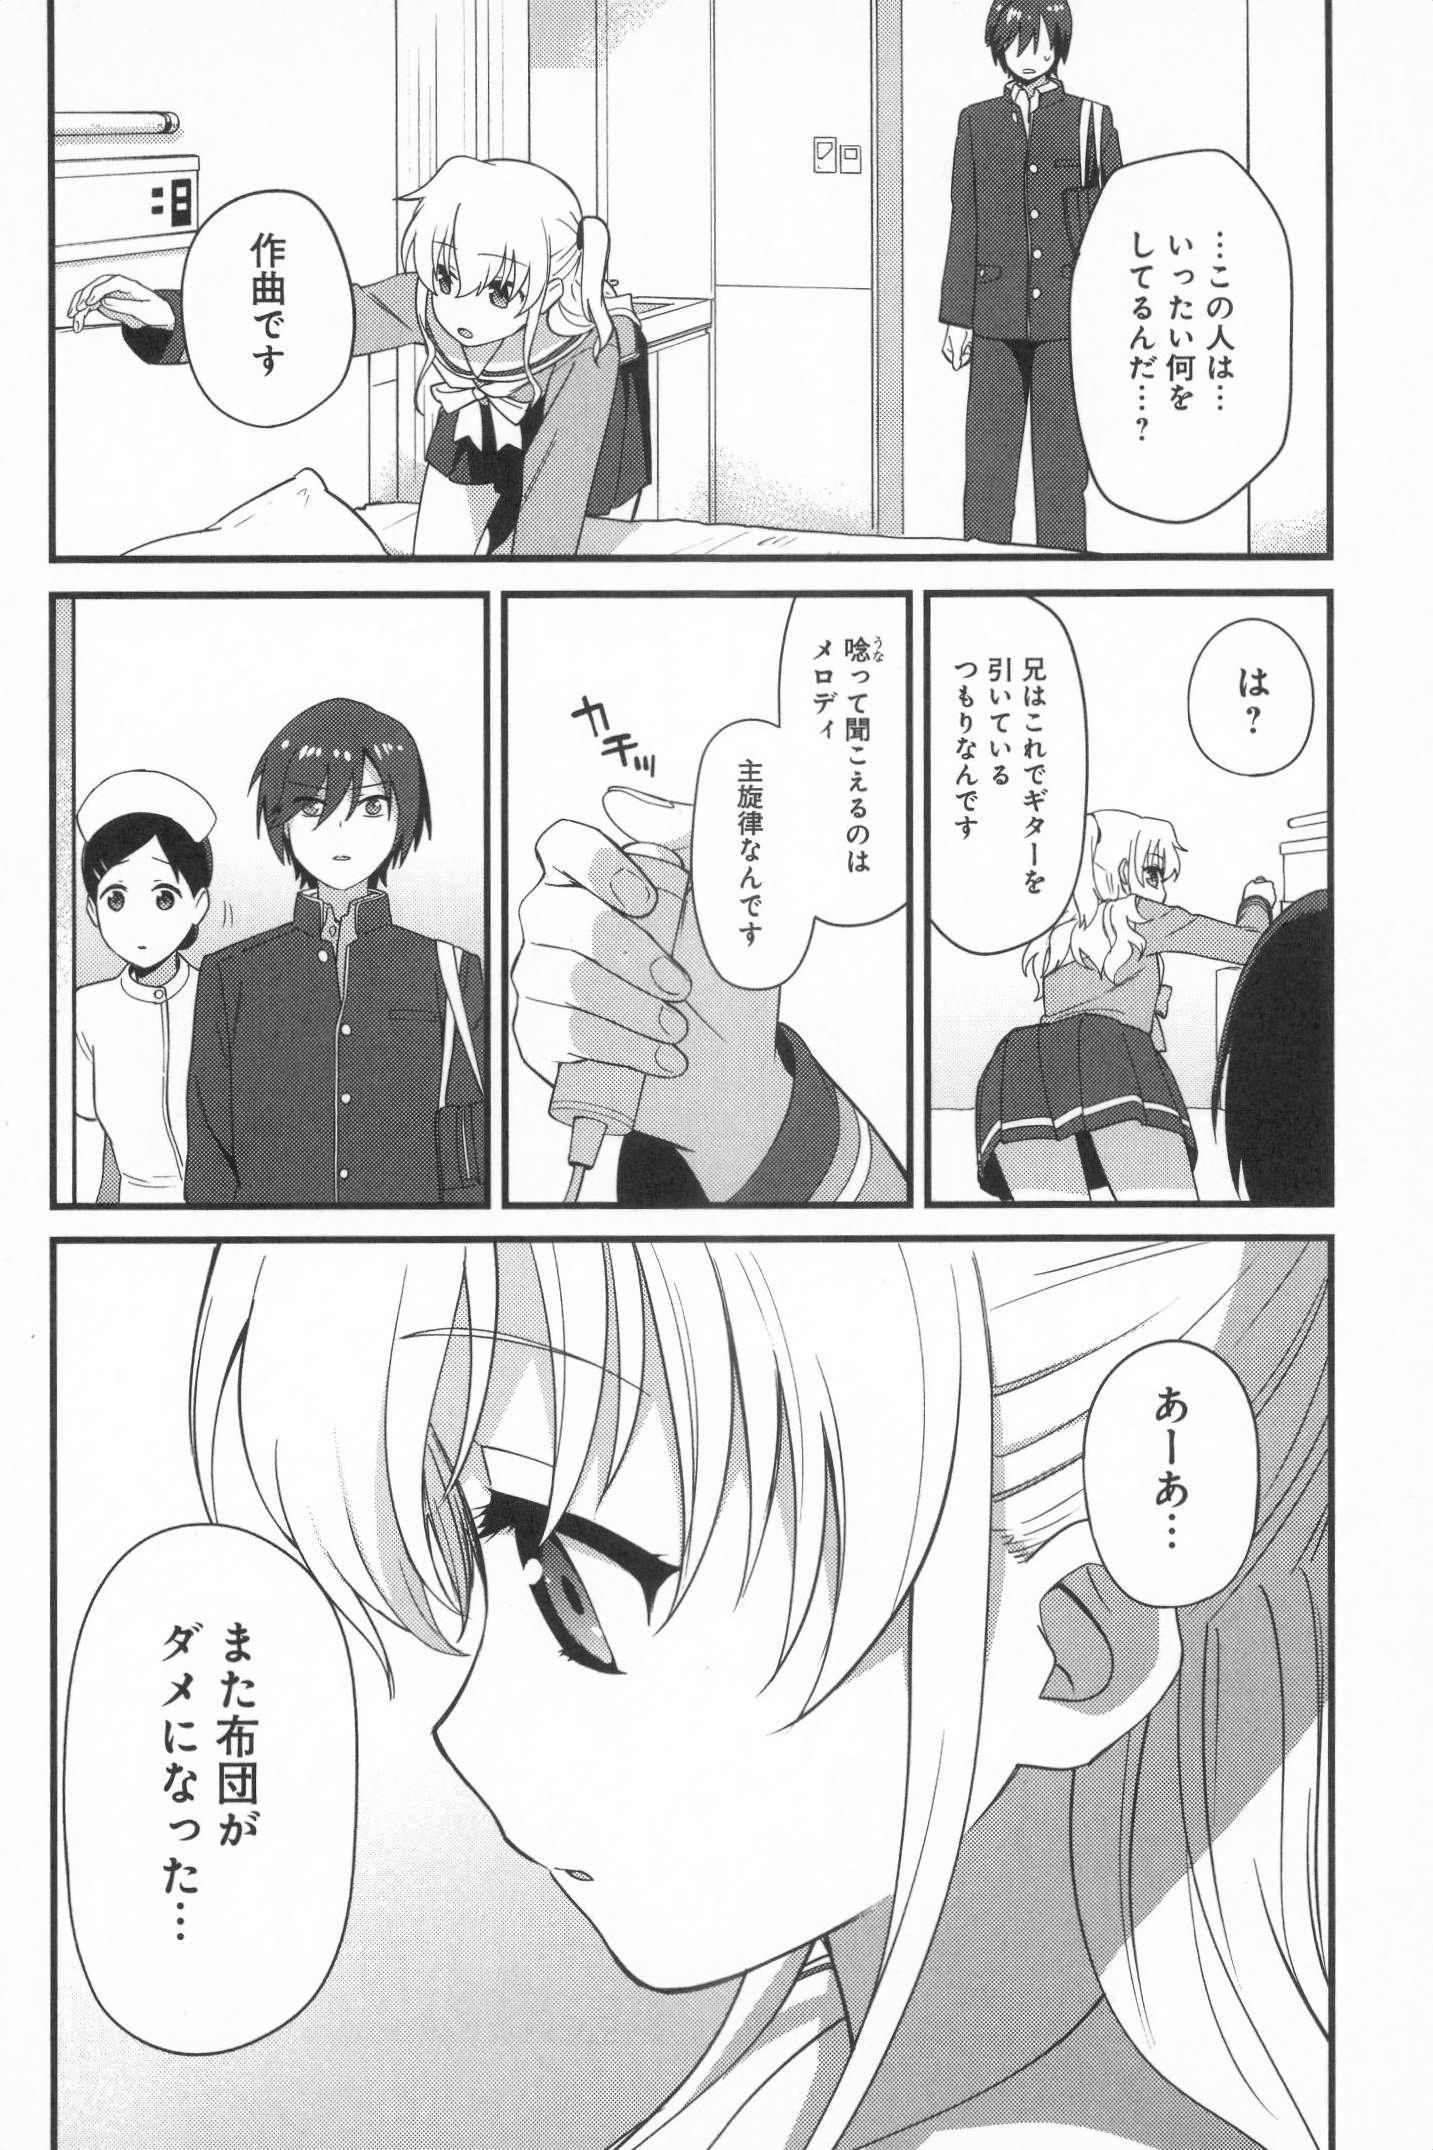 …この人は…
いったい何を
してるんだ…?
作曲です
は?
兄はこれでギターを
引いている
つもりなんです
唸って聞こえるのは
うな
メロディ
主旋律なんです
カチッ
あーあ…
また布団が
ダメになった…